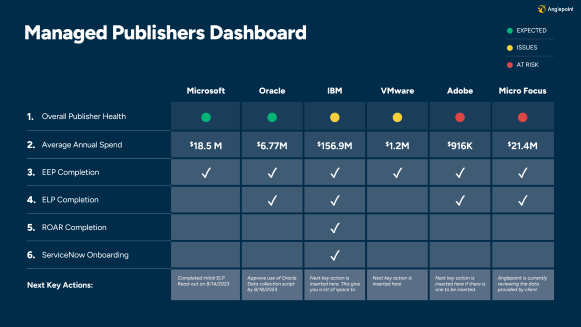 Anglepoint
Managed Publishers Dashboard
EXPECTED
ISSUES
AT RISK
Microsoft Oracle IBM VMware Adobe Micro Focus
1. Overall Publisher Health
2. Average Annual Spend $18.5 M $6.77M $156.9M $1.2M $916K $21.4M
3. EEP Completion ✓ ✓ ✓ ✓ ✓ ✓
4. ELP Completion ✓ ✓ ✓ ✓
5. ROAR Completion ✓
6. ServiceNow Onboarding ✓
Next Key Actions:
Completed initial ELP
Read-out on 8/14/2023
Approve use of Oracle
Data collection script
by 8/18/2023.
Next key action is
inserted here. This give
you a lot of space to
Next key action is
inserted here
Next key action is
inserted here if there is
one to be inserted.
Anglepoint is currently
reviewing the data
provided by client